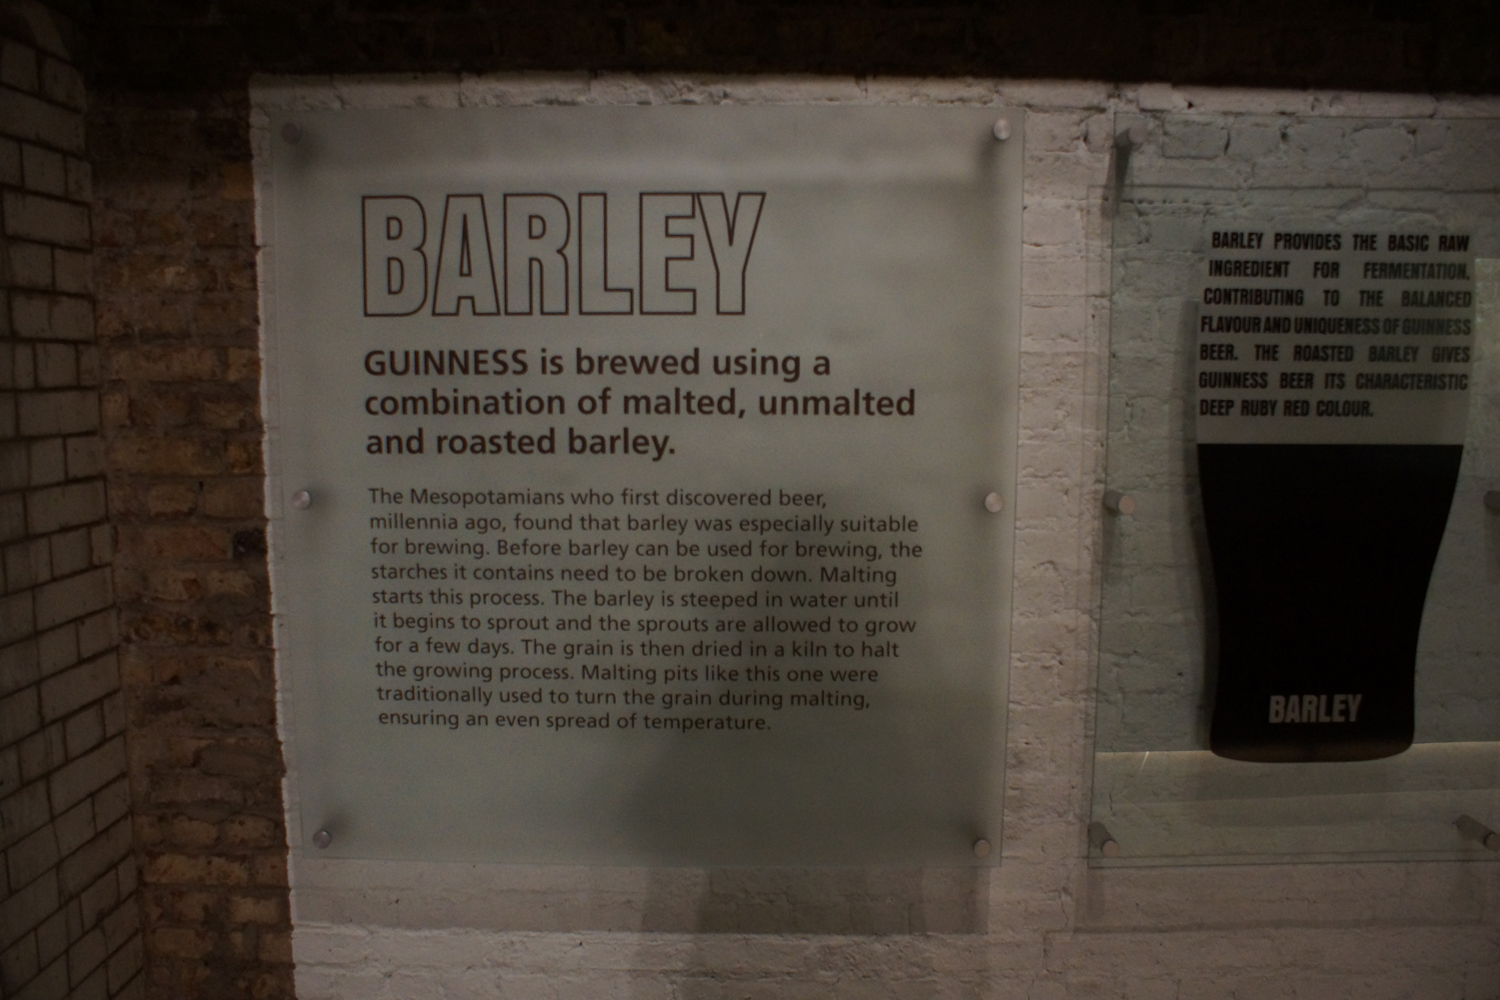 BARLEY
GUINNESS is brewed using a
combination of malted, unmalted
and roasted barley.
The Mesopotamians who first discovered beer,
millennia ago, found that barley was especially suitable
for brewing. Before barley can be used for brewing, the
starches it contains need to be broken down. Malting
starts this process. The barley is steeped in water until
it begins to sprout and the sprouts are allowed to grow
for a few days. The grain is then dried in a kiln to halt
the growing process. Malting pits like this one were
traditionally used to turn the grain during malting,
ensuring an even spread of temperature.
BARLEY PROVIDES THE BASIC RAW
INGREDIENT FOR FERMENTATION,
CONTRIBUTING TO THE BALANCED
FLAVOUR AND UNIQUENESS OF GUINNESS
BEER. THE ROASTED BARLEY GIVES
GUINNESS BEER ITS CHARACTERISTIC
DEEP RUBY RED COLOUR.
BARLEY